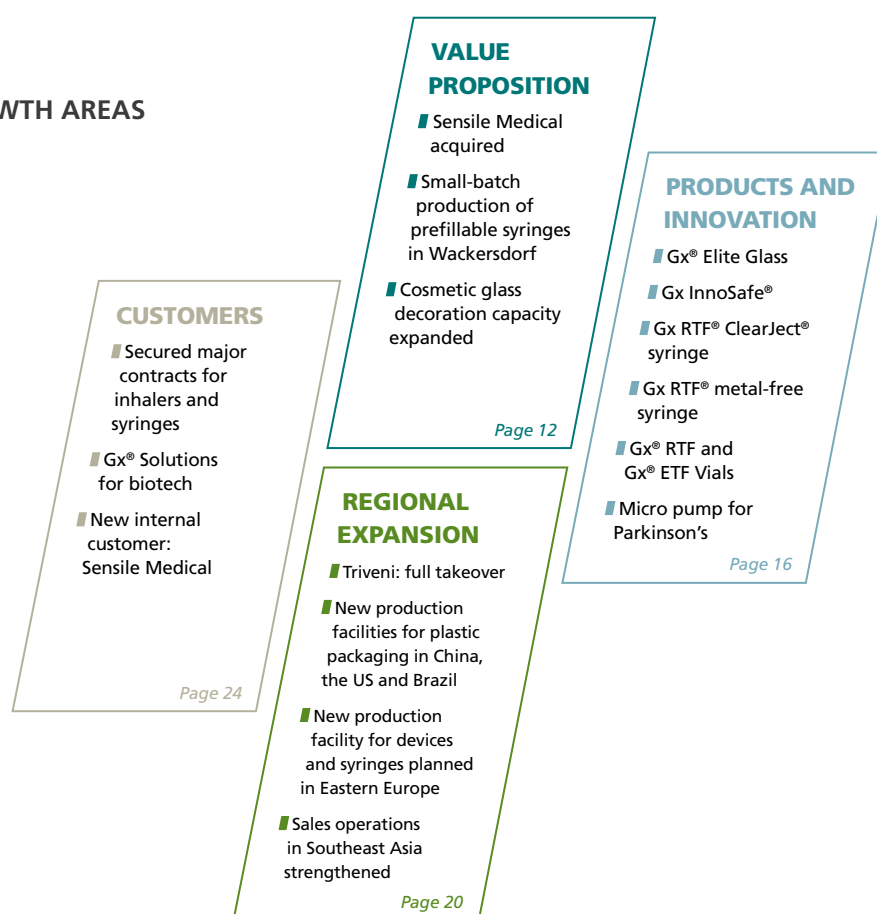 WTH AREAS
VALUE
PROPOSITION
Sensile Medical
acquired
Small-batch
production of
prefillable syringes
in Wackersdorf
Cosmetic glass
decoration capacity
expanded
Page 12
PRODUCTS AND
INNOVATION
Gx® Elite Glass
Gx InnoSafe®
Gx RTF® ClearJect®
syringe
Gx RTF® metal-free
syringe
Gx® RTF and
Gx® ETF Vials
Micro pump for
Parkinson's
Page 16
CUSTOMERS
Secured major
contracts for
inhalers and
syringes
Gx® Solutions
for biotech
New internal
customer:
Sensile Medical
Page 24
REGIONAL
EXPANSION
Triveni: full takeover
New production
facilities for plastic
packaging in China,
the US and Brazil
New production
facility for devices
and syringes planned
in Eastern Europe
Sales operations
in Southeast Asia
strengthened
Page 20